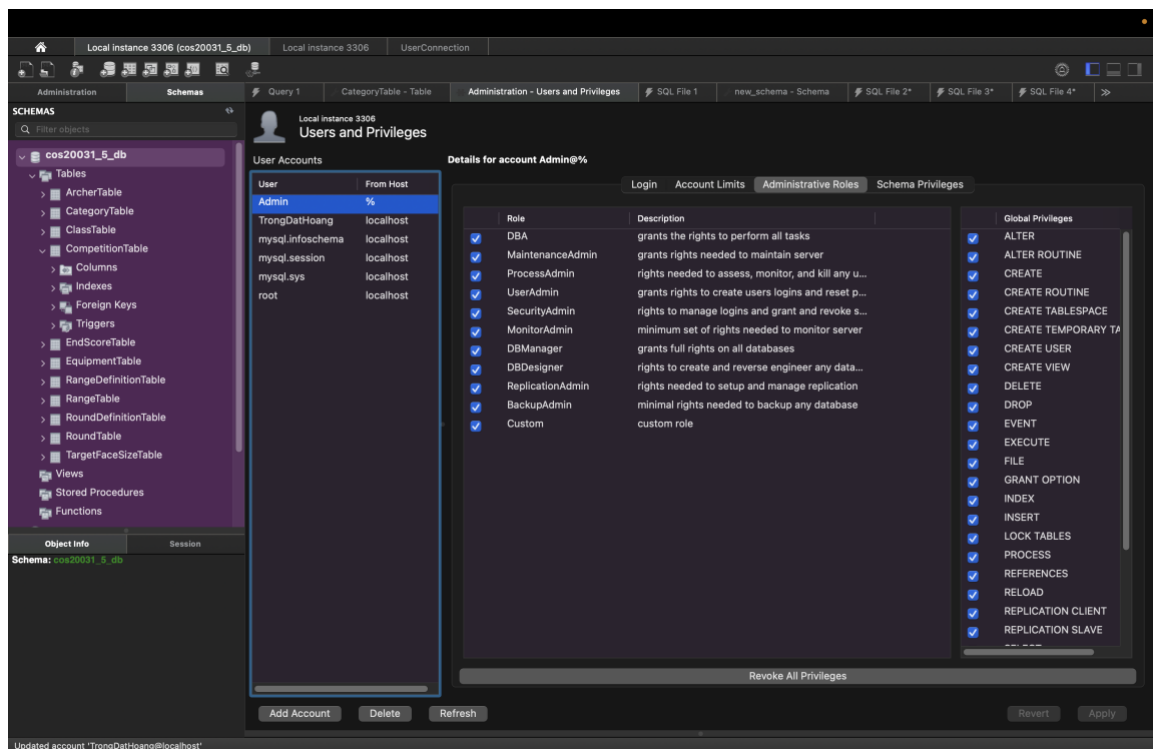 Local instance 3306 (cos20031_5_db) Local instance 3306 UserConnection
Administration Schemas Query 1 CategoryTable - Table Administration - Users and Privileges SQL File 1 new_schema - Schema SQL File 2* SQL File 3* SQL File 4*
SCHEMAS
Filter objects
cos20031_5_db
Tables
ArcherTable
CategoryTable
ClassTable
CompetitionTable
Columns
Indexes
Foreign Keys
Triggers
EndScoreTable
EquipmentTable
RangeDefinitionTable
RangeTable
RoundDefinitionTable
RoundTable
TargetFaceSizeTable
Views
Stored Procedures
Functions
Object Info Session
Schema: cos20031_5_db
Local instance 3306
Users and Privileges
User Accounts
User From Host
Admin %
TrongDatHoang localhost
mysql.infoschema localhost
mysql.session localhost
mysql.sys localhost
root localhost
Details for account Admin@%
Login Account Limits Administrative Roles Schema Privileges
Role Description
DBA grants the rights to perform all tasks
MaintenanceAdmin grants rights needed to maintain server
ProcessAdmin rights needed to assess, monitor, and kill any u...
UserAdmin grants rights to create users logins and reset p...
SecurityAdmin rights to manage logins and grant and revoke s...
MonitorAdmin minimum set of rights needed to monitor server
DBManager grants full rights on all databases
DBDesigner rights to create and reverse engineer any data...
ReplicationAdmin rights needed to setup and manage replication
BackupAdmin minimal rights needed to backup any database
Custom custom role
Global Privileges
ALTER
ALTER ROUTINE
CREATE
CREATE ROUTINE
CREATE TABLESPACE
CREATE TEMPORARY TA
CREATE USER
CREATE VIEW
DELETE
DROP
EVENT
EXECUTE
FILE
GRANT OPTION
INDEX
INSERT
LOCK TABLES
PROCESS
REFERENCES
RELOAD
REPLICATION CLIENT
REPLICATION SLAVE
Revoke All Privileges
Add Account Delete Refresh Revert Apply
Updated account 'TrongDatHoang@localhost'